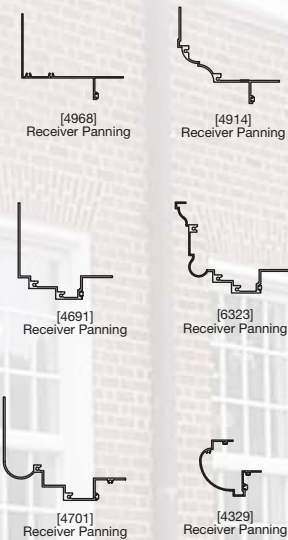 [4968]
Receiver Panning
[4914]
Receiver Panning
[4691]
Receiver Panning
[6323]
Receiver Panning
[4701]
Receiver Panning
[4329]
Receiver Panning